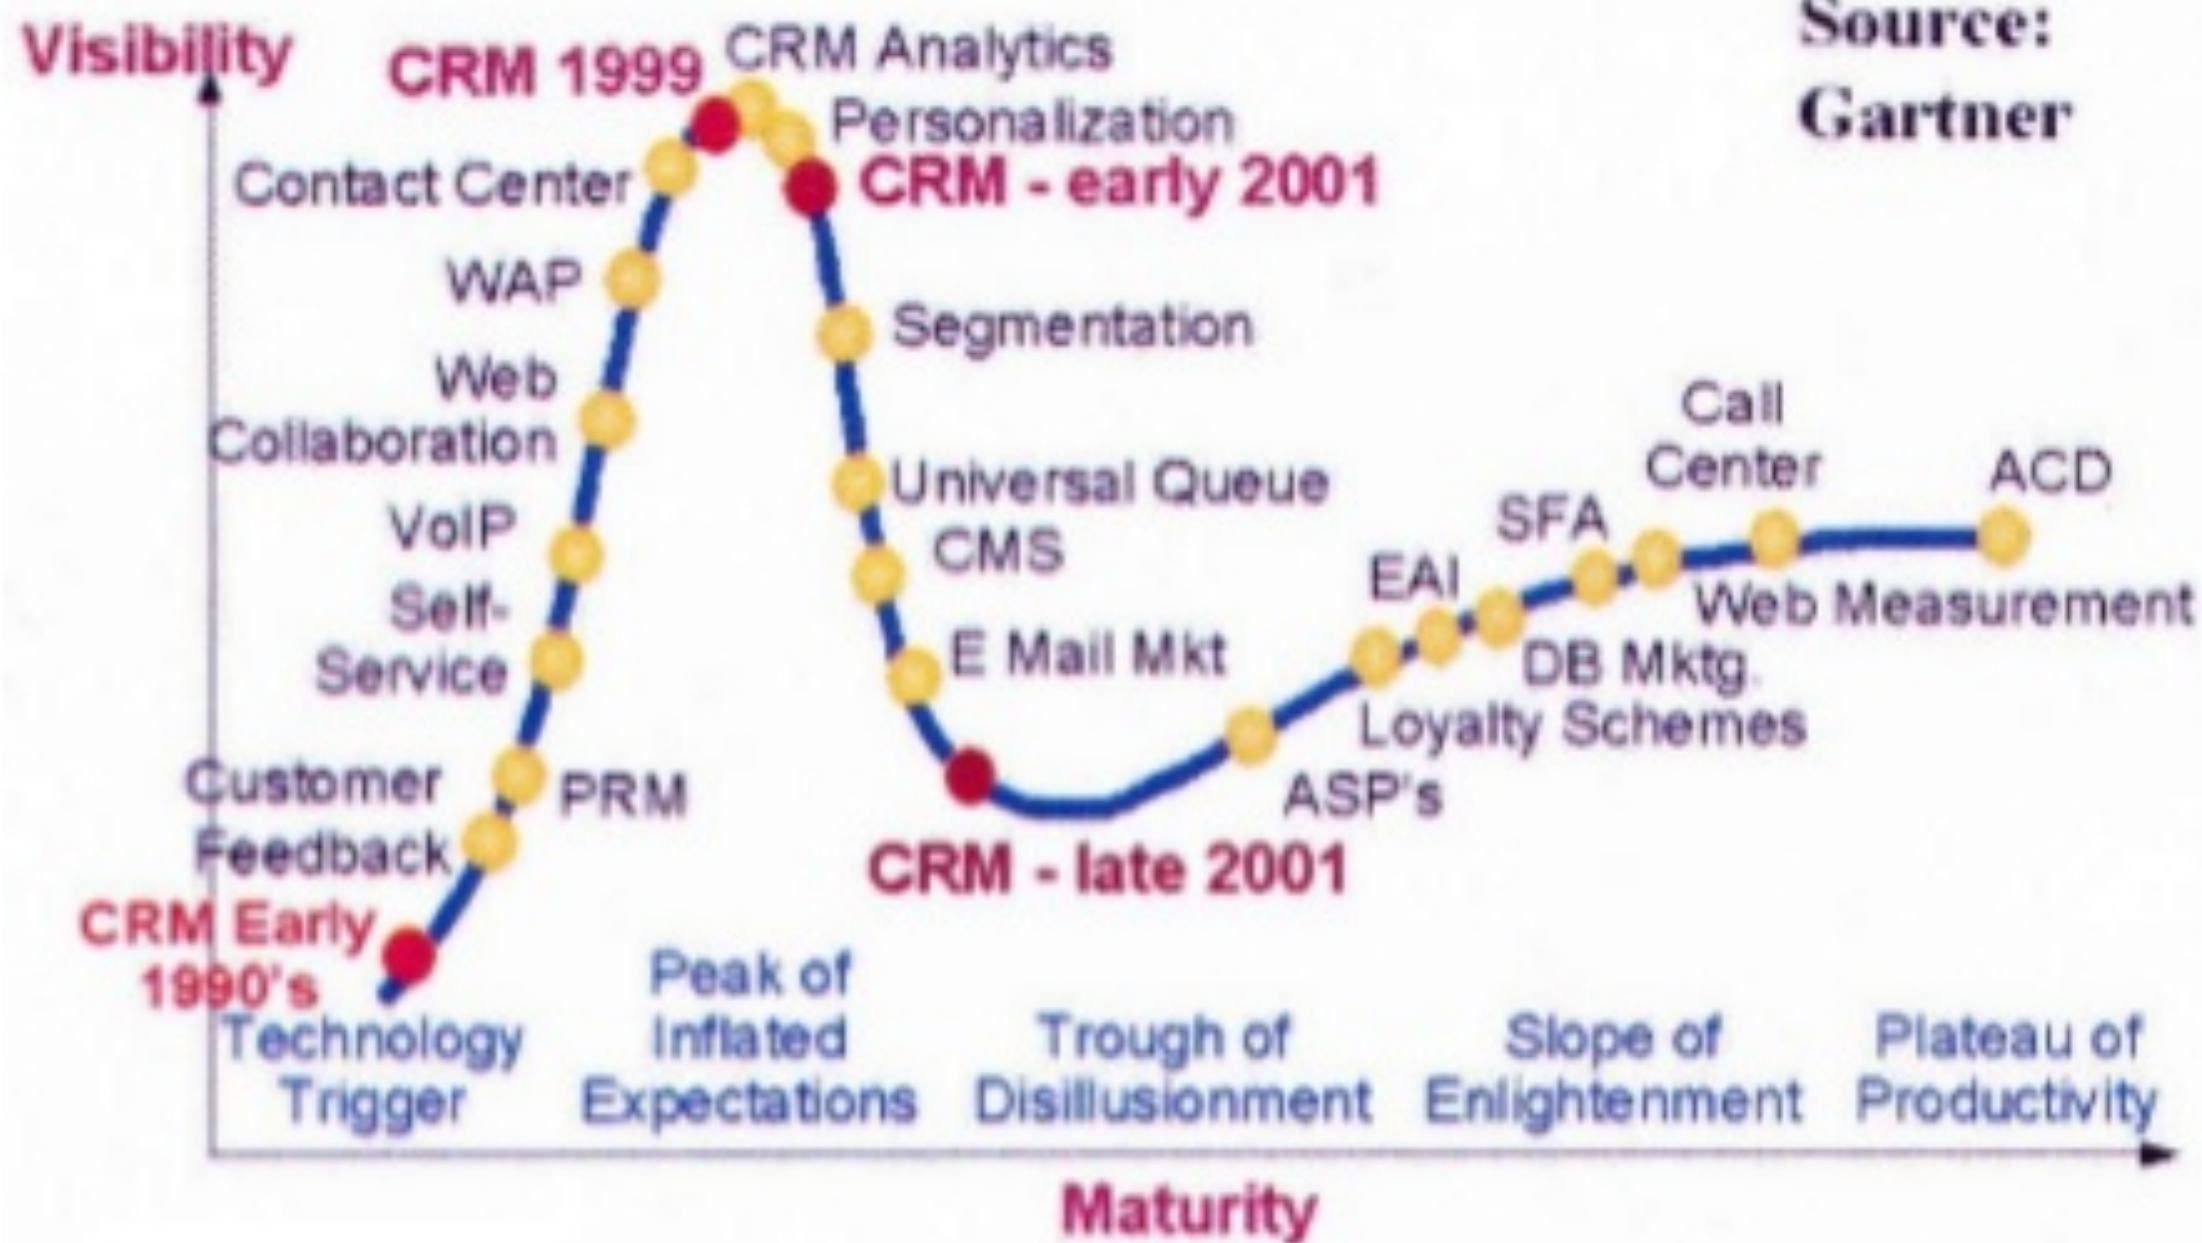 Source:
Gartner
Visibility
CRM 1999
CRM Analytics
Personalization
CRM - early 2001
Contact Center
WAP
Segmentation
Web
Collaboration
Universal Queue
VoIP
CMS
Self-
Service
E Mail Mkt
Customer
Feedback
PRM
CRM Early
1990's
CRM - late 2001
ASP's
Loyalty Schemes
EAI
DB Mktg.
SFA
Web Measurement
Call
Center
ACD
Technology
Trigger
Peak of
Inflated
Expectations
Trough of
Disillusionment
Slope of
Enlightenment
Plateau of
Productivity
Maturity